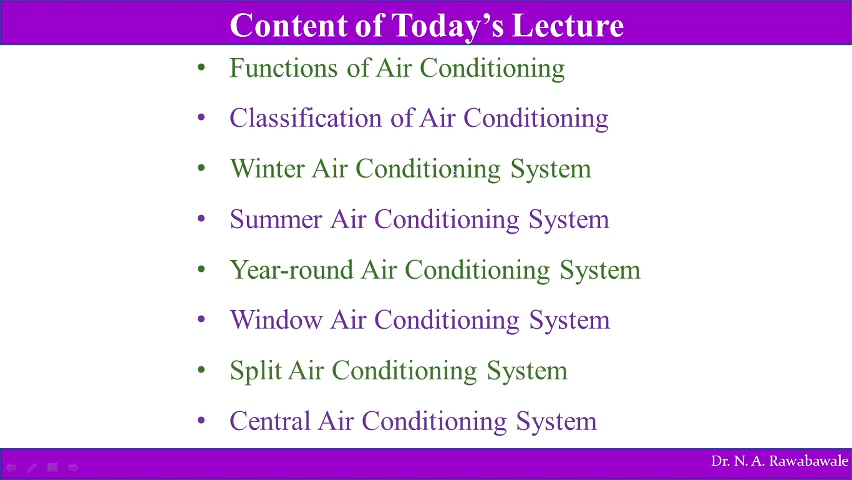 Content of Today's Lecture
• Functions of Air Conditioning
• Classification of Air Conditioning
• Winter Air Conditioning System
• Summer Air Conditioning System
• Year-round Air Conditioning System
• Window Air Conditioning System
• Split Air Conditioning System
• Central Air Conditioning System
Dr. N. A. Rawabawale